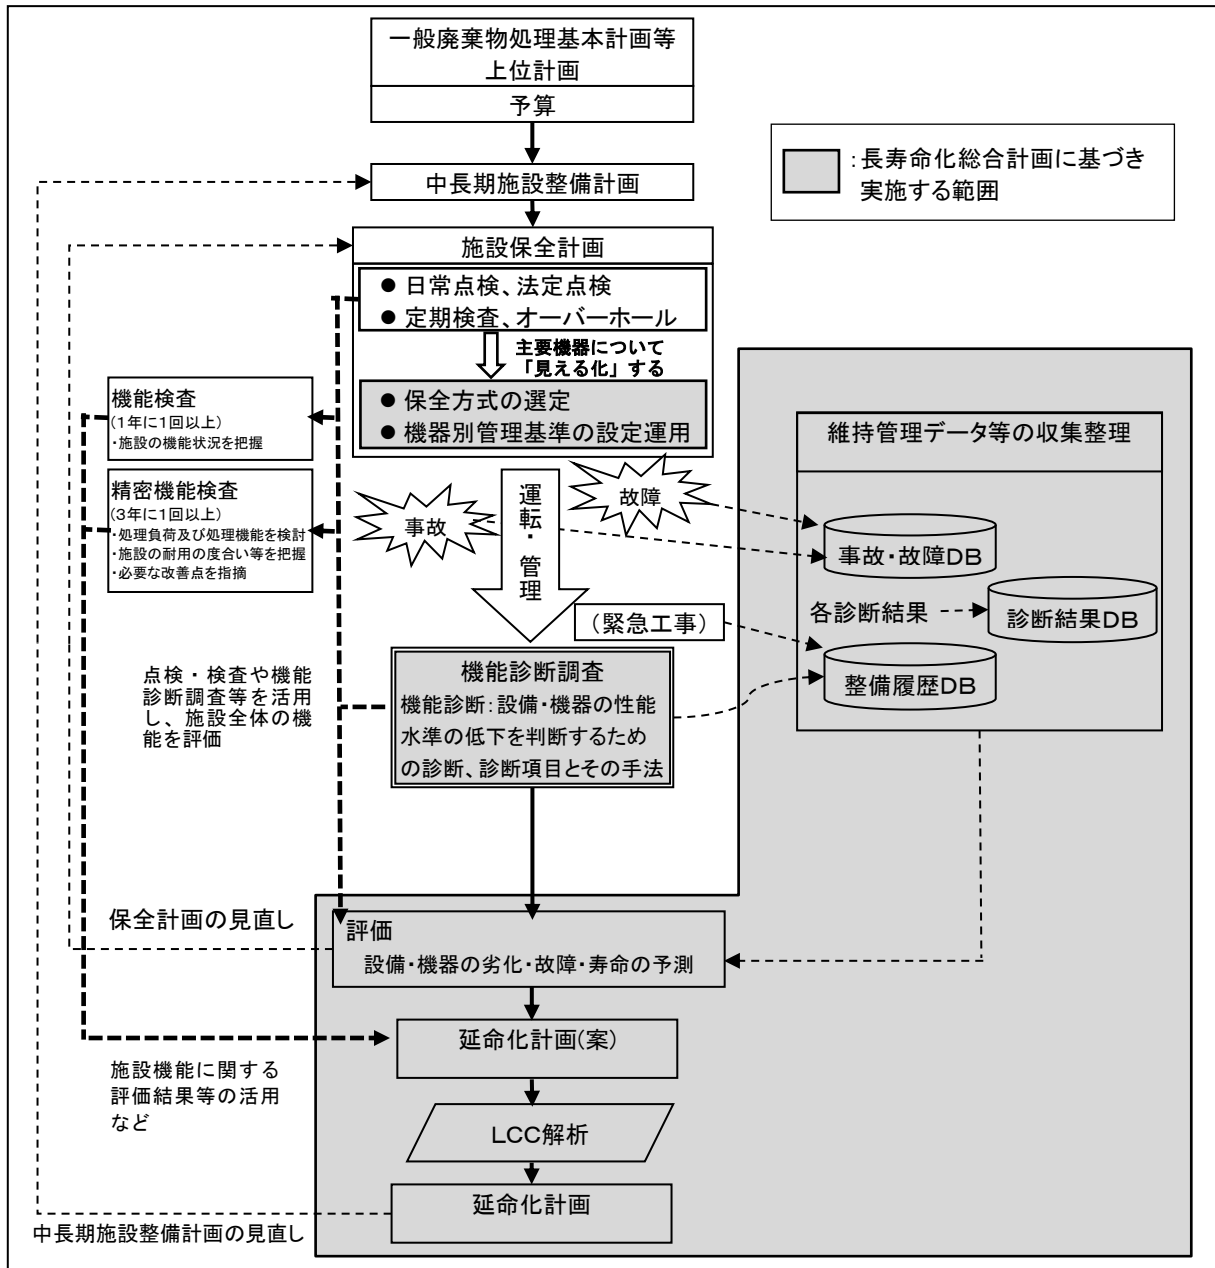 一般廃棄物処理基本計画等
上位計画
予算
:長寿命化総合計画に基づき
実施する範囲
中長期施設整備計画
施設保全計画
● 日常点検、法定点検
● 定期検査、オーバーホール
主要機器について
「見える化」する
● 保全方式の選定
● 機器別管理基準の設定運用
機能検査
(1年に1回以上)
・施設の機能状況を把握
精密機能検査
(3年に1回以上)
・処理負荷及び処理機能を検討
・施設の耐用の度合い等を把握
・必要な改善点を指摘
事故
運転・管理
故障
維持管理データ等の収集整理
事故・故障DB
各診断結果
診断結果DB
整備履歴DB
(緊急工事)
機能診断調査
機能診断:設備・機器の性能
水準の低下を判断するため
の診断、診断項目とその手法
点検・検査や機能
診断調査等を活用
し、施設全体の機
能を評価
保全計画の見直し
評価
設備・機器の劣化・故障・寿命の予測
延命化計画(案)
施設機能に関する
評価結果等の活用
など
LCC解析
延命化計画
中長期施設整備計画の見直し